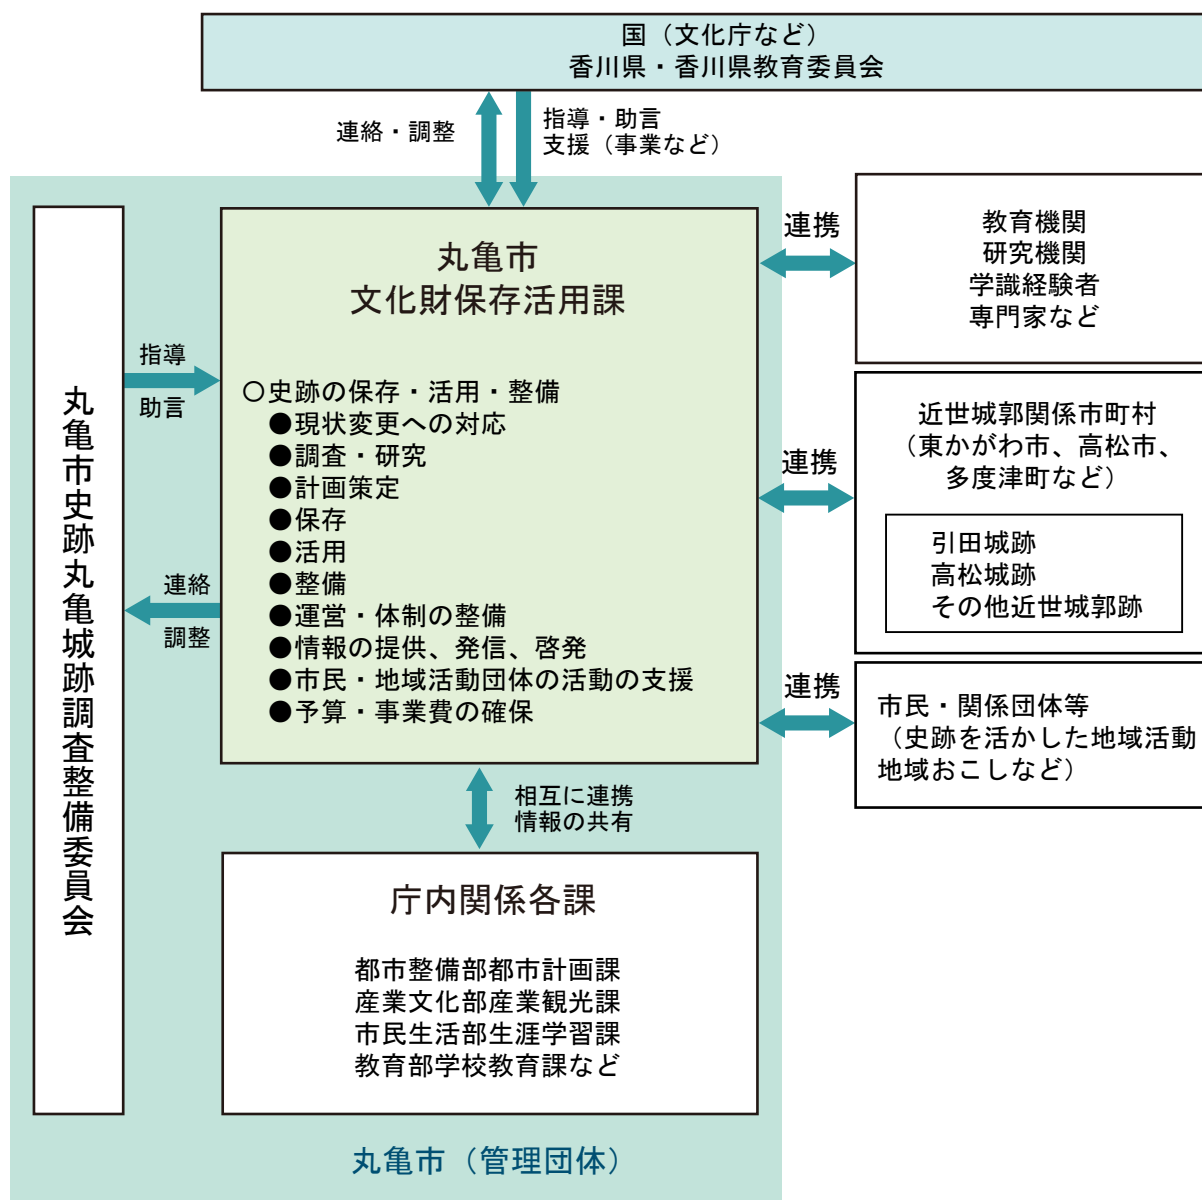 国（文化庁など）
香川県・香川県教育委員会
連絡・調整
指導・助言
支援（事業など）
丸亀市史跡丸亀城跡調査整備委員会
指導
助言
連絡
調整
丸亀市
文化財保存活用課
〇史跡の保存・活用・整備
●現状変更への対応
●調査・研究
●計画策定
●保存
●活用
●整備
●運営・体制の整備
●情報の提供、発信、啓発
●市民・地域活動団体の活動の支援
●予算・事業費の確保
連携
教育機関
研究機関
学識経験者
専門家など
連携
近世城郭関係市町村
（東かがわ市、高松市、
多度津町など）
引田城跡
高松城跡
その他近世城郭跡
連携
市民・関係団体等
（史跡を活かした地域活動
地域おこしなど）
相互に連携
情報の共有
庁内関係各課
都市整備部都市計画課
産業文化部産業観光課
市民生活部生涯学習課
教育部学校教育課など
丸亀市（管理団体）